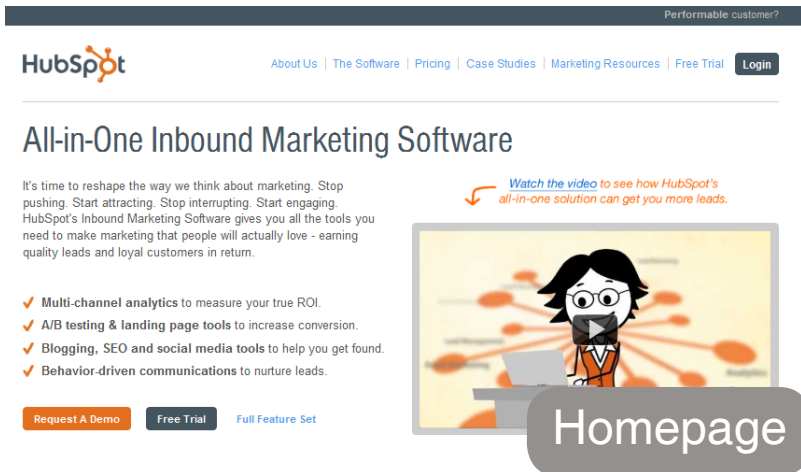 Performable customer?
HubSpot
About Us | The Software | Pricing | Case Studies | Marketing Resources | Free Trial Login
All-in-One Inbound Marketing Software
It's time to reshape the way we think about marketing. Stop
pushing. Start attracting. Stop interrupting. Start engaging.
HubSpot's Inbound Marketing Software gives you all the tools you
need to make marketing that people will actually love - earning
quality leads and loyal customers in return.
Watch the video to see how HubSpot's
all-in-one solution can get you more leads.
✓ Multi-channel analytics to measure your true ROI.
✓ A/B testing & landing page tools to increase conversion.
✓ Blogging, SEO and social media tools to help you get found.
✓ Behavior-driven communications to nurture leads.
Request A Demo Free Trial Full Feature Set
Lead Management
Analytics
Homepage